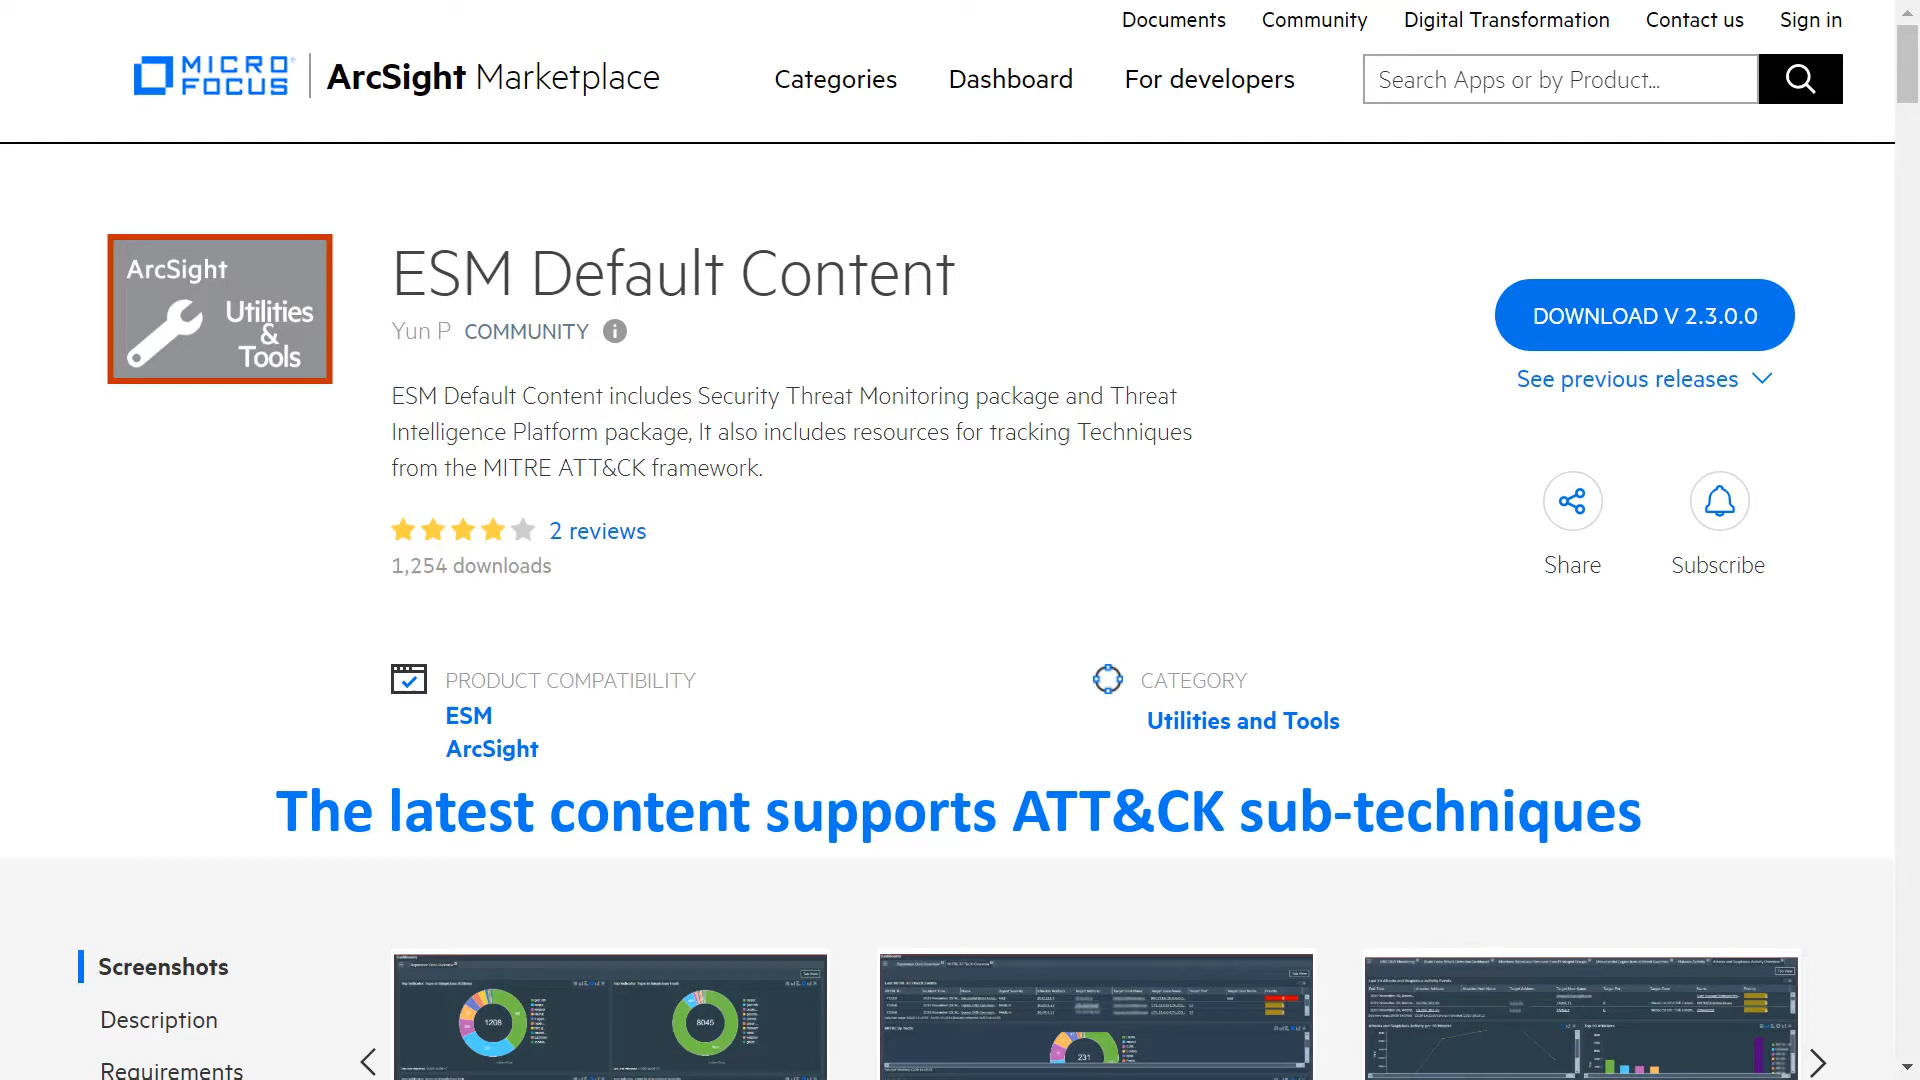 Documents Community Digital Transformation Contact us Sign in
MICRO FOCUS
ArcSight Marketplace
Categories Dashboard For developers
Search Apps or by Product...
ArcSight
Utilities
&
Tools
ESM Default Content
Yun P COMMUNITY
ESM Default Content includes Security Threat Monitoring package and Threat
Intelligence Platform package, It also includes resources for tracking Techniques
from the MITRE ATT&CK framework.
2 reviews
1,254 downloads
DOWNLOAD V 2.3.0.0
See previous releases
Share Subscribe
PRODUCT COMPATIBILITY
ESM
ArcSight
CATEGORY
Utilities and Tools
The latest content supports ATT&CK sub-techniques
Screenshots
Description
Requirements
1208
8045
231